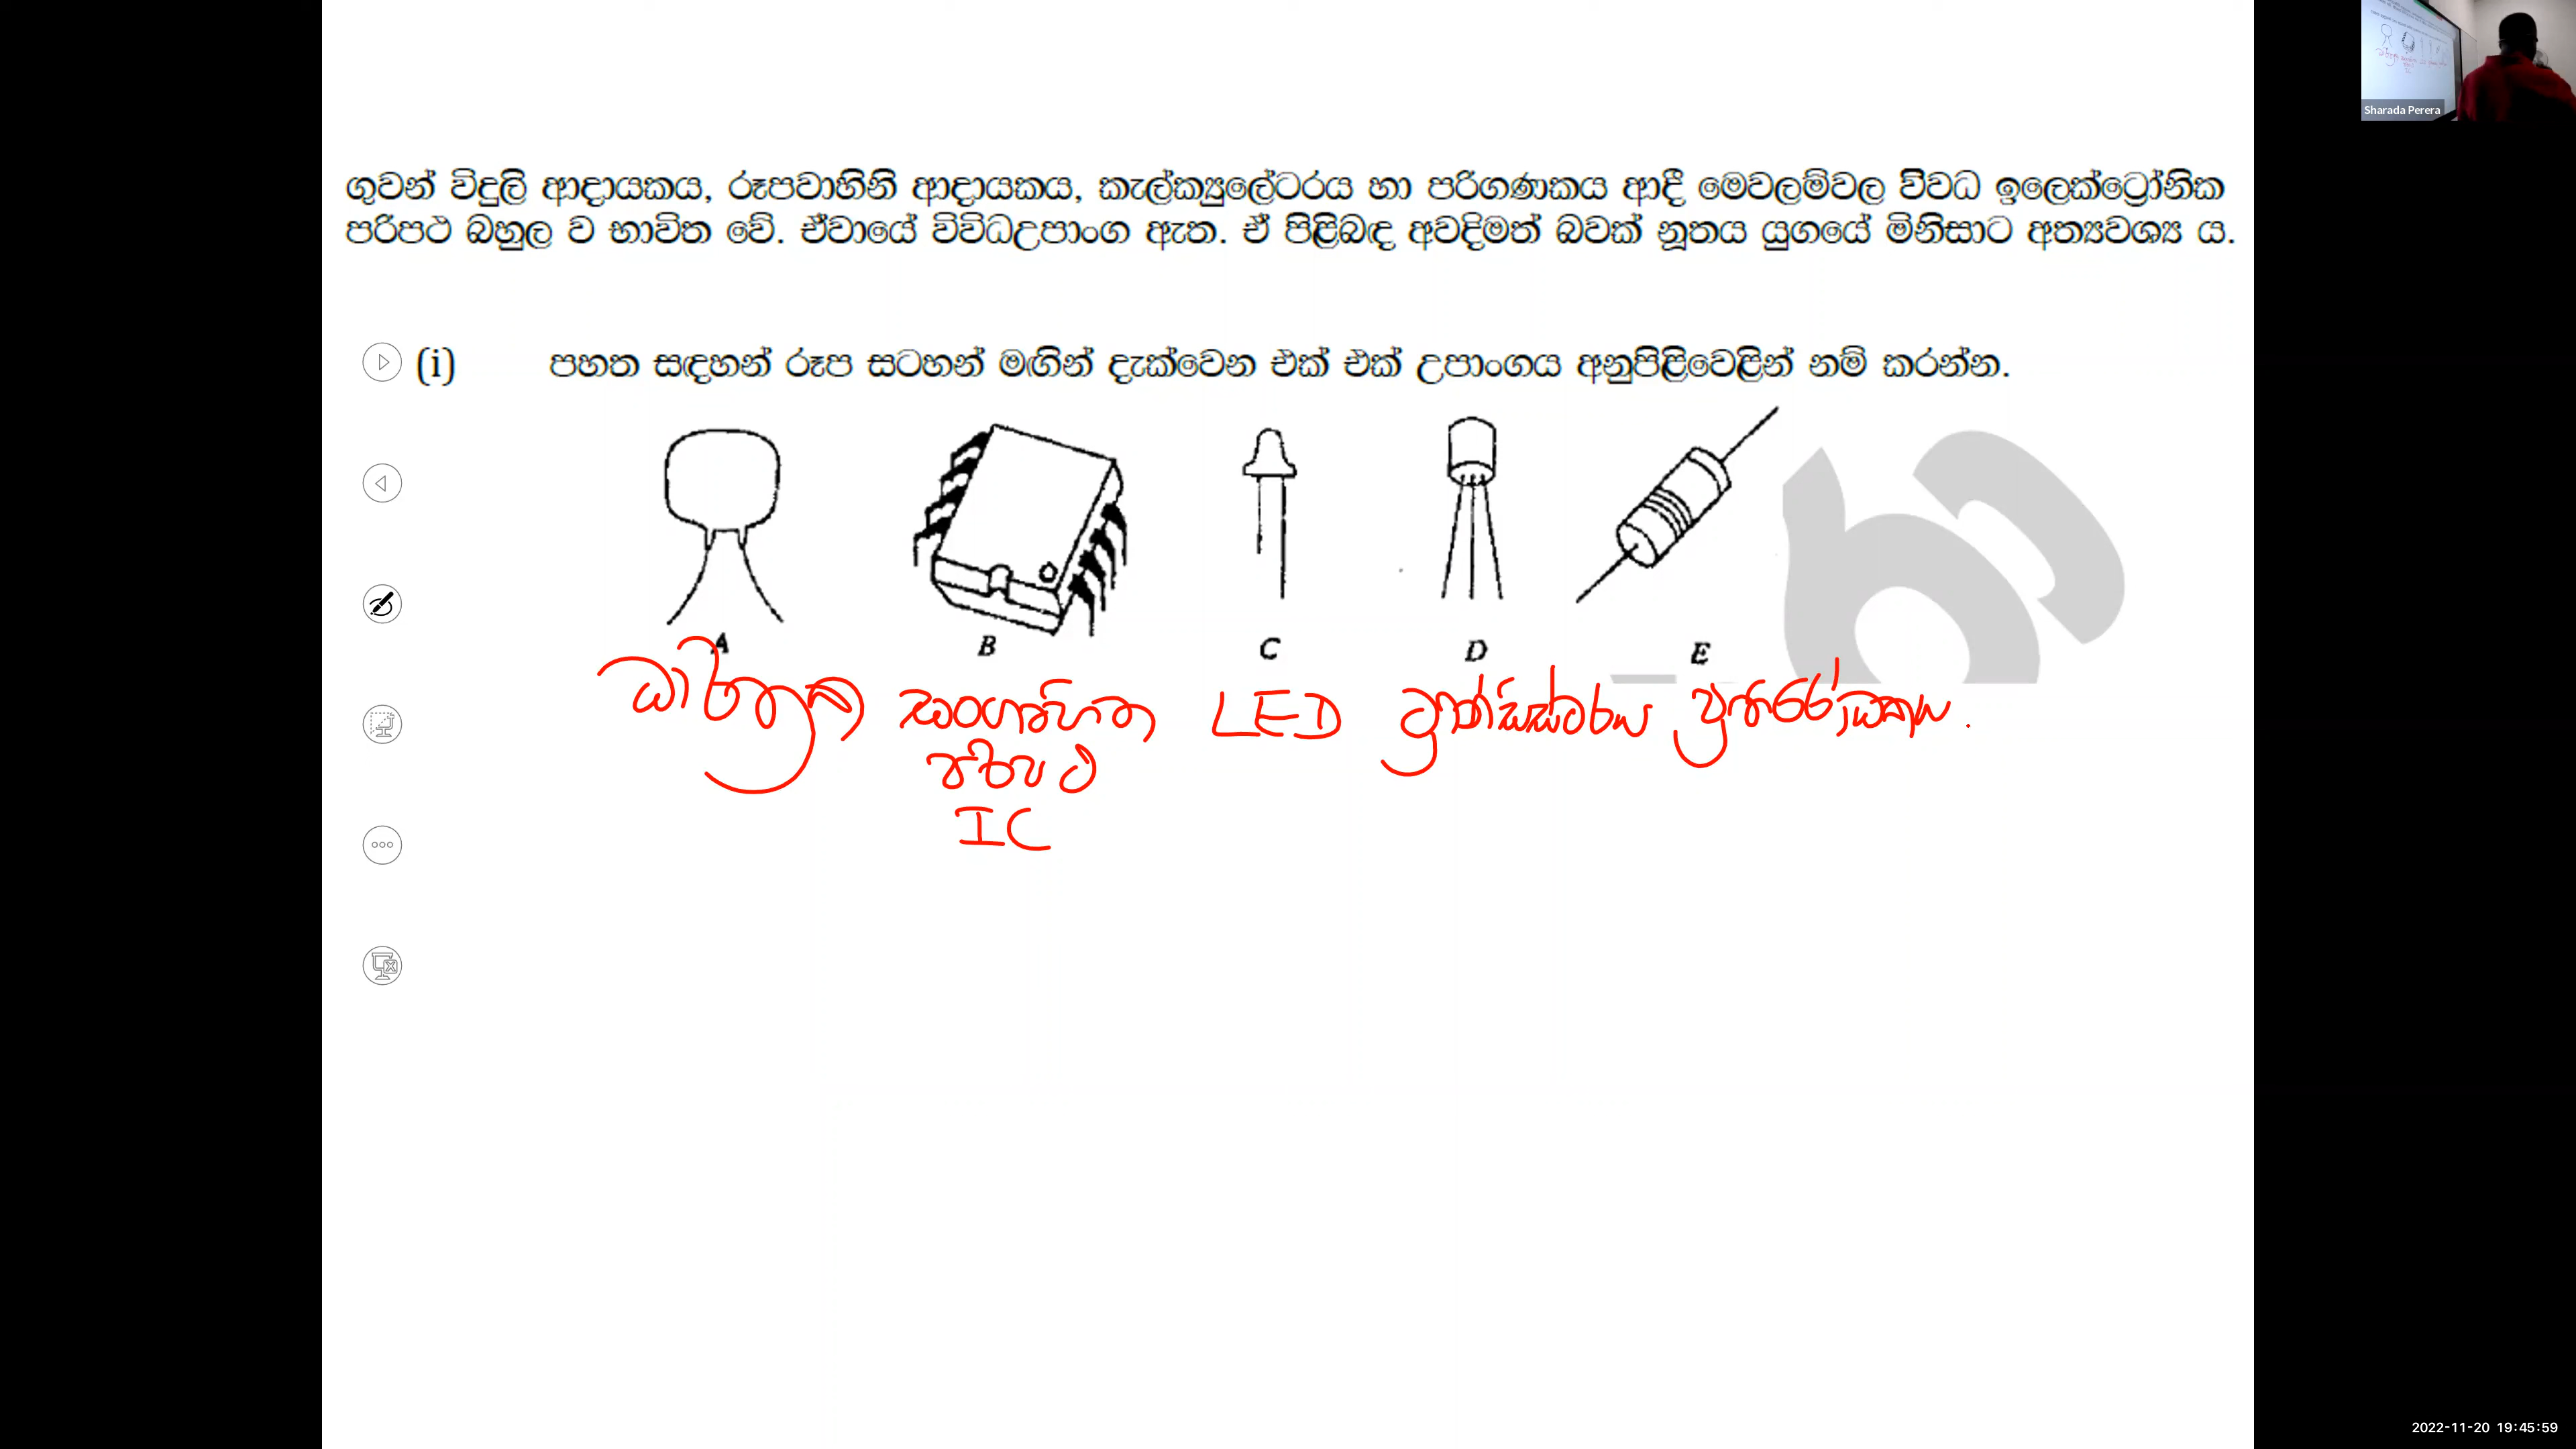 Sharada Perera
ගුවන් විදුලි ආදායකය, රූපවාහිනි ආදායකය, කැල්ක්‍යුලේටරය හා පරිගණකය ආදී මෙවලම්වල විවධ ඉලෙක්ට්‍රෝනික
පරිපථ බහුල ව භාවිත වේ. ඒවායේ විවිධඋපාංග ඇත. ඒ පිළිබඳ අවදිමත් බවක් නූතය යුගයේ මිනිසාට අත්‍යවශ්‍ය ය.
(i) පහත සඳහන් රූප සටහන් මඟින් දැක්වෙන එක් එක් උපාංගය අනුපිළිවෙළින් නම් කරන්න.
A B C D E
ධාරිත්‍රක සංගෘහිත LED ට්‍රාන්සිස්ටරය ප්‍රතිරෝධකය.
පරිපථ
IC
2022-11-20 19:45:59